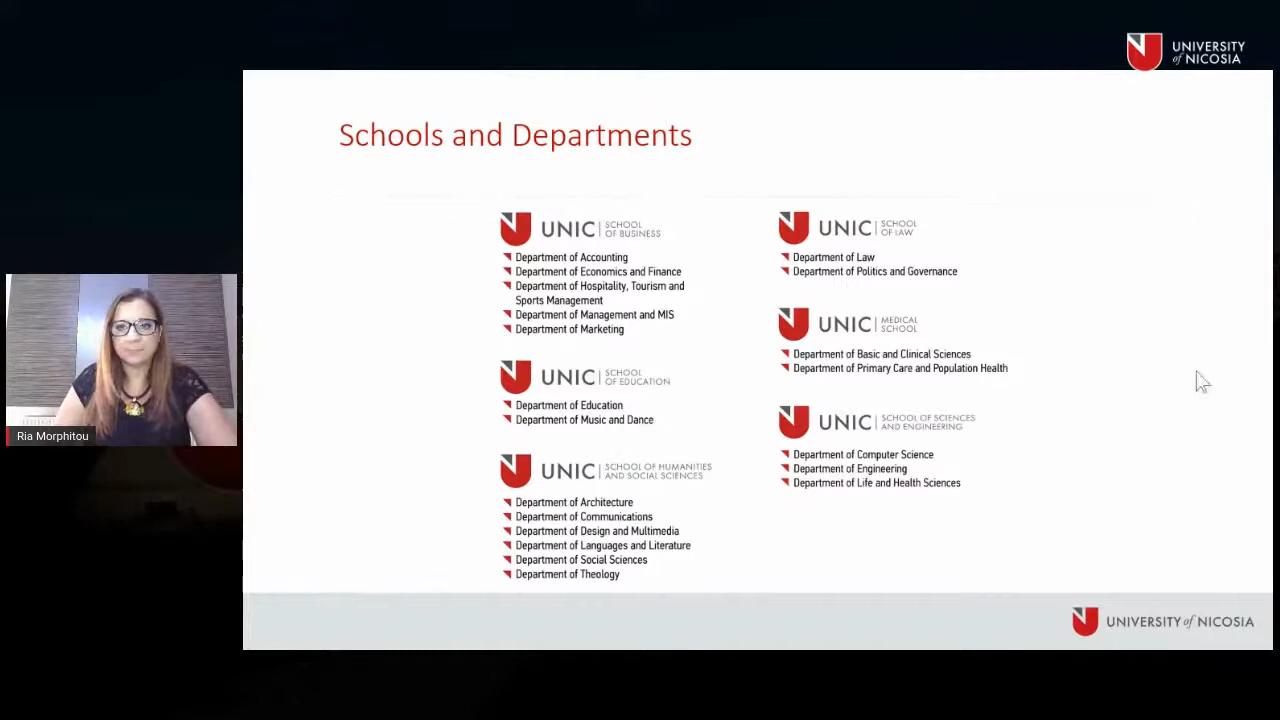 UNIVERSITY
of NICOSIA
Schools and Departments
UNIC | SCHOOL
OF BUSINESS
Department of Accounting
Department of Economics and Finance
Department of Hospitality, Tourism and
Sports Management
Department of Management and MIS
Department of Marketing
UNIC | SCHOOL
OF EDUCATION
Department of Education
Department of Music and Dance
UNIC | SCHOOL OF HUMANITIES
AND SOCIAL SCIENCES
Department of Architecture
Department of Communications
Department of Design and Multimedia
Department of Languages and Literature
Department of Social Sciences
Department of Theology
UNIC | SCHOOL
OF LAW
Department of Law
Department of Politics and Governance
UNIC | MEDICAL
SCHOOL
Department of Basic and Clinical Sciences
Department of Primary Care and Population Health
UNIC | SCHOOL OF SCIENCES
AND ENGINEERING
Department of Computer Science
Department of Engineering
Department of Life and Health Sciences
Ria Morphitou
UNIVERSITY of NICOSIA